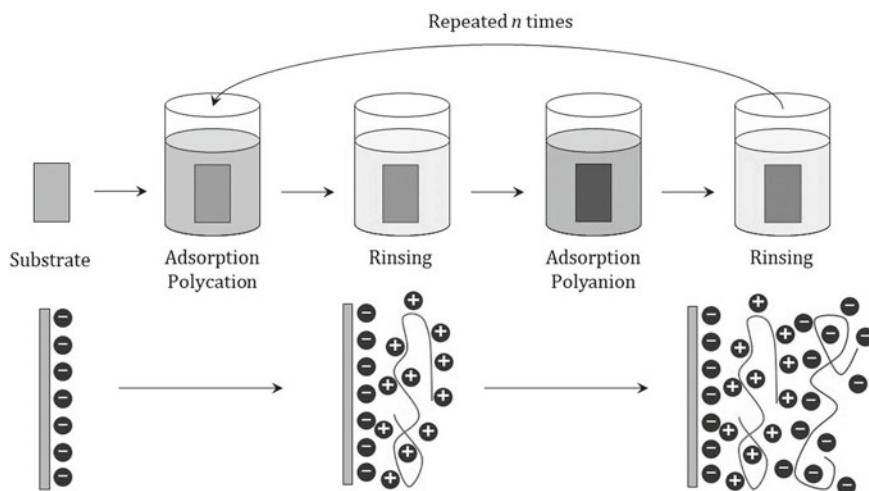 Repeated n times
Substrate
Adsorption
Polycation
Rinsing
Adsorption
Polyanion
Rinsing